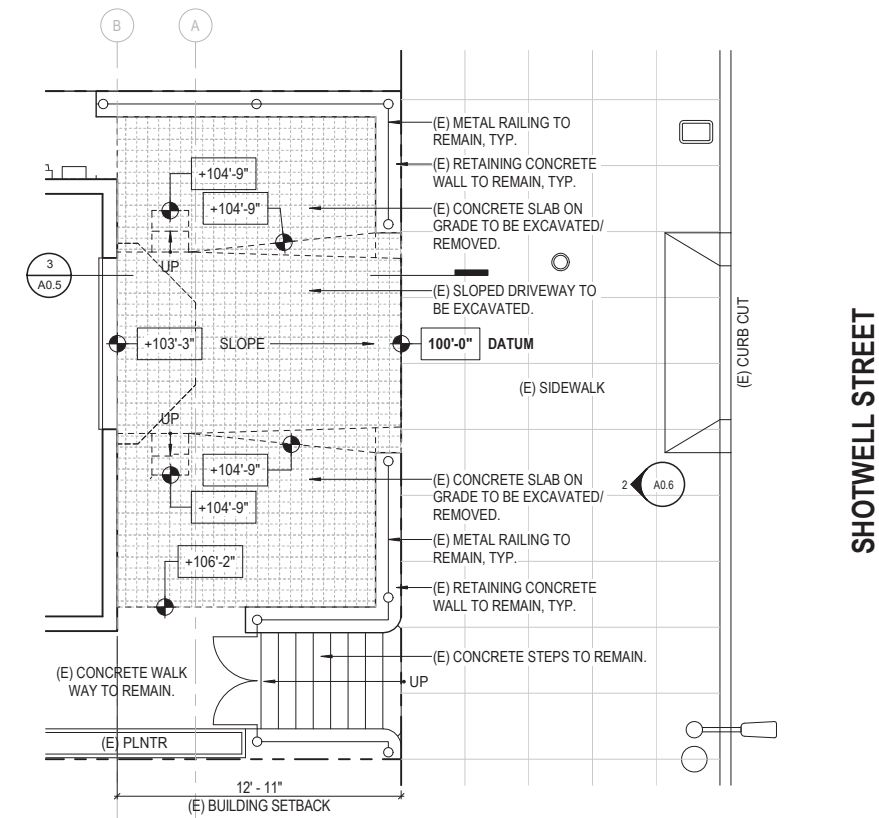 B
A
(E) METAL RAILING TO
REMAIN, TYP.
(E) RETAINING CONCRETE
WALL TO REMAIN, TYP.
+104'-9"
+104'-9"
(E) CONCRETE SLAB ON
GRADE TO BE EXCAVATED/
REMOVED.
UP
3
A0.5
(E) SLOPED DRIVEWAY TO
BE EXCAVATED.
+103'-3"
SLOPE
100'-0"
DATUM
(E) SIDEWALK
(E) CURB CUT
SHOTWELL STREET
UP
+104'-9"
+104'-9"
(E) CONCRETE SLAB ON
GRADE TO BE EXCAVATED/
REMOVED.
2
A0.6
(E) METAL RAILING TO
REMAIN, TYP.
+106'-2"
(E) RETAINING CONCRETE
WALL TO REMAIN, TYP.
(E) CONCRETE STEPS TO REMAIN.
(E) CONCRETE WALK
WAY TO REMAIN.
UP
(E) PLNTR
12' - 11"
(E) BUILDING SETBACK